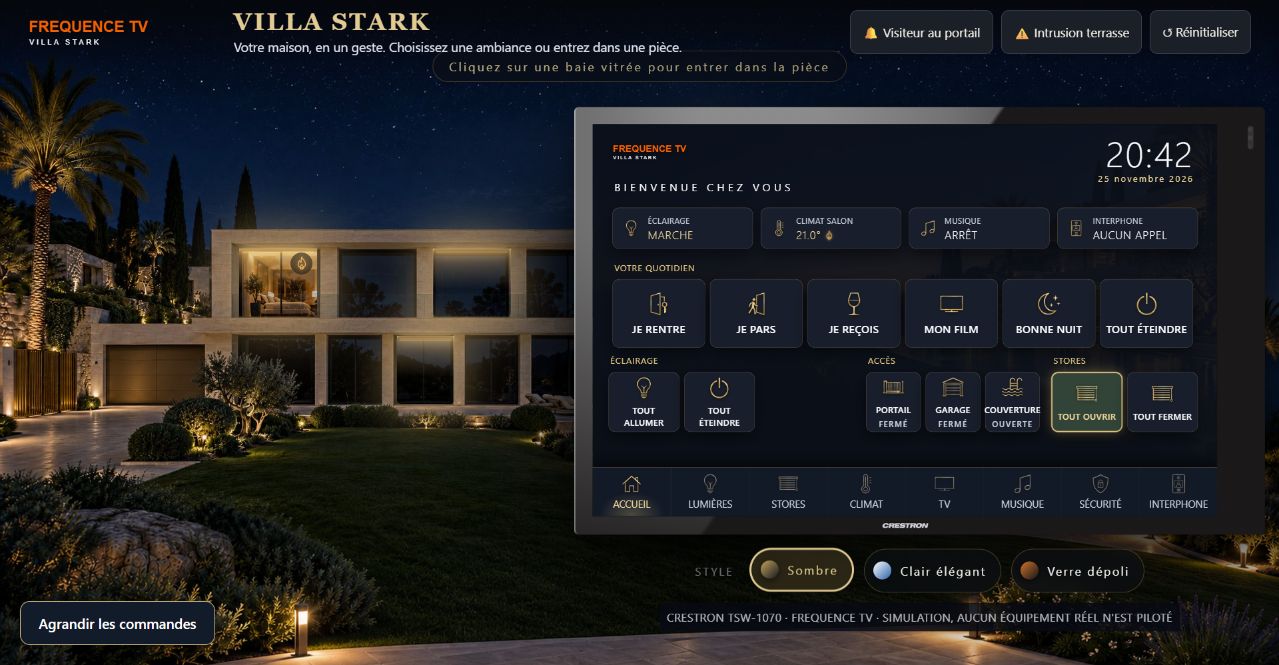 FREQUENCE TV
VILLA STARK
VILLA STARK
Votre maison, en un geste. Choisissez une ambiance ou entrez dans une pièce.
Visiteur au portail
Intrusion terrasse
↺ Réinitialiser
Cliquez sur une baie vitrée pour entrer dans la pièce
FREQUENCE TV
VILLA STARK
20:42
25 novembre 2026
BIENVENUE CHEZ VOUS
ÉCLAIRAGE
MARCHE
CLIMAT SALON
21.0°
MUSIQUE
ARRÊT
INTERPHONE
AUCUN APPEL
VOTRE QUOTIDIEN
JE RENTRE
JE PARS
JE REÇOIS
MON FILM
BONNE NUIT
TOUT ÉTEINDRE
ÉCLAIRAGE
TOUT
ALLUMER
TOUT
ÉTEINDRE
ACCÈS
PORTAIL
FERMÉ
GARAGE
FERMÉ
COUVERTURE
OUVERTE
STORES
TOUT OUVRIR
TOUT FERMER
ACCUEIL
LUMIÈRES
STORES
CLIMAT
TV
MUSIQUE
SÉCURITÉ
INTERPHONE
CRESTRON
STYLE
Sombre
Clair élégant
Verre dépoli
Agrandir les commandes
CRESTRON TSW-1070 · FREQUENCE TV · SIMULATION, AUCUN ÉQUIPEMENT RÉEL N'EST PILOTÉ